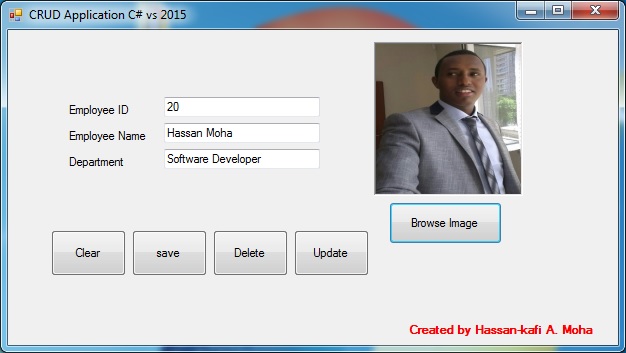 CRUD Application C# vs 2015
Employee ID 20
Employee Name Hassan Moha
Department Software Developer
Browse Image
Clear save Delete Update
Created by Hassan-kafi A. Moha